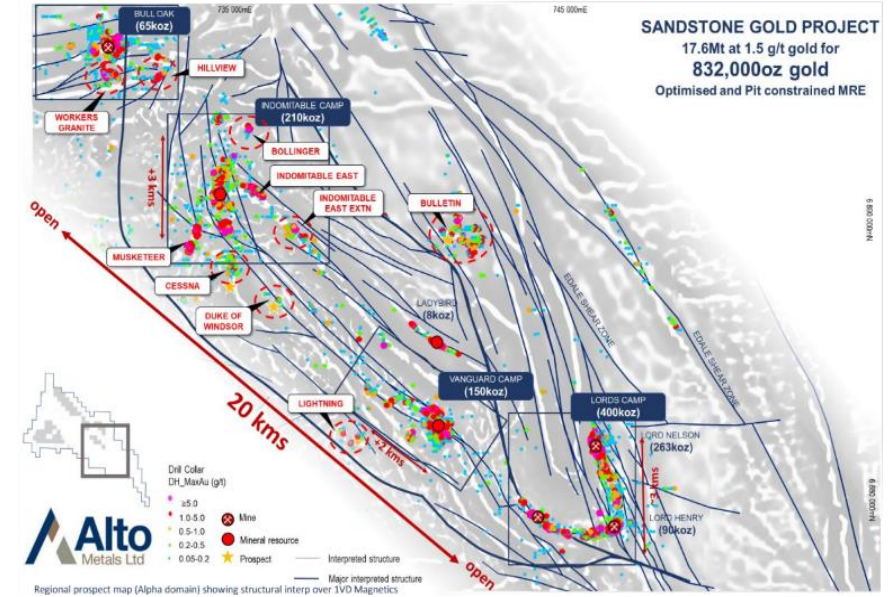 BULL OAK
(65koz)
735 000mE
745 000mE
SANDSTONE GOLD PROJECT
17.6Mt at 1.5 g/t gold for
832,000oz gold
Optimised and Pit constrained MRE
HILLVIEW
WORKERS
GRANITE
INDOMITABLE CAMP
(210koz)
BOLLINGER
+3 kms
INDOMITABLE EAST
INDOMITABLE
EAST EXTN
BULLETIN
open
MUSKETEER
CESSNA
DUKE OF
WINDSOR
LADYBIRD
(8koz)
EDALE SHEAR ZONE
EDALE SHEAR ZONE
6 890 000mN
VANGUARD CAMP
(150koz)
20 kms
LIGHTNING
+2 kms
LORDS CAMP
(400koz)
LORD NELSON
(263koz)
~3 kms
LORD HENRY
(90koz)
6 880 000mN
open
Alto
Metals Ltd
Drill Collar
DH_MaxAu (g/t)
≥5.0
1.0-5.0
0.5-1.0
0.2-0.5
0.05-0.2
Mine
Mineral resource
Prospect
Interpreted structure
Major interpreted structure
Regional prospect map (Alpha domain) showing structural interp over 1VD Magnetics